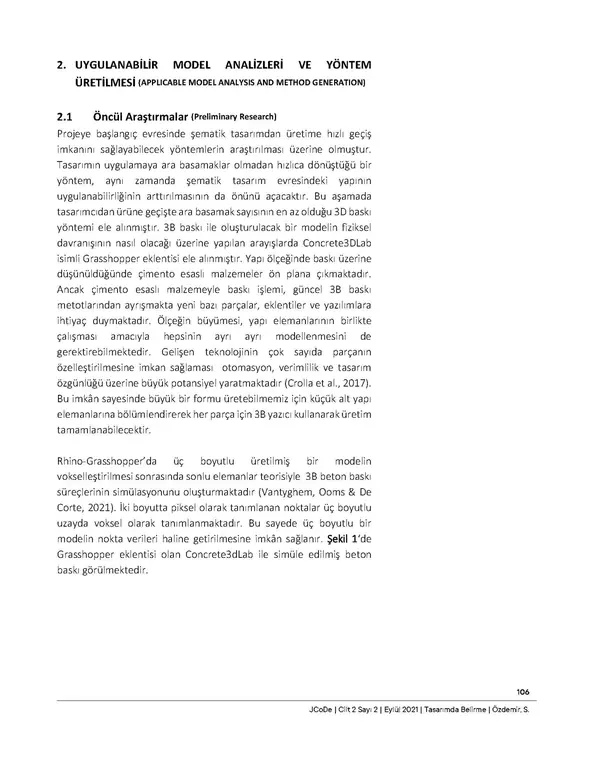 2. UYGULANABİLİR MODEL ANALİZLERİ VE YÖNTEM
ÜRETİLMESİ (APPLICABLE MODEL ANALYSIS AND METHOD GENERATION)
2.1 Öncül Araştırmalar (Preliminary Research)
Projeye başlangıç evresinde şematik tasarımdan üretime hızlı geçiş
imkanını sağlayabilecek yöntemlerin araştırılması üzerine olmuştur.
Tasarımın uygulamaya ara basamaklar olmadan hızlıca dönüştüğü bir
yöntem, aynı zamanda şematik tasarım evresindeki yapının
uygulanabilirliğinin arttırılmasının da önünü açacaktır. Bu aşamada
tasarımcıdan ürüne geçişte ara basamak sayısının en az olduğu 3D baskı
yöntemi ele alınmıştır. 3B baskı ile oluşturulacak bir modelin fiziksel
davranışının nasıl olacağı üzerine yapılan arayışlarda Concrete3DLab
isimli Grasshopper eklentisi ele alınmıştır. Yapı ölçeğinde baskı üzerine
düşünüldüğünde çimento esaslı malzemeler ön plana çıkmaktadır.
Ancak çimento esaslı malzemeyle baskı işlemi, güncel 3B baskı
metotlarından ayrışmakta yeni bazı parçalar, eklentiler ve yazılımlara
ihtiyaç duymaktadır. Ölçeğin büyümesi, yapı elemanlarının birlikte
çalışması amacıyla hepsinin ayrı ayrı modellenmesini de
gerektirebilmektedir. Gelişen teknolojinin çok sayıda parçanın
özelleştirilmesine imkan sağlaması otomasyon, verimlilik ve tasarım
özgünlüğü üzerine büyük potansiyel yaratmaktadır (Crolla et al., 2017).
Bu imkân sayesinde büyük bir formu üretebilmemiz için küçük alt yapı
elemanlarına bölümlendirerek her parça için 3B yazıcı kullanarak üretim
tamamlanabilecektir.
Rhino-Grasshopper’da üç boyutlu üretilmiş bir modelin
vokselleştirilmesi sonrasında sonlu elemanlar teorisiyle 3B beton baskı
süreçlerinin simülasyonunu oluşturmaktadır (Vantyghem, Ooms & De
Corte, 2021). İki boyutta piksel olarak tanımlanan noktalar üç boyutlu
uzayda voksel olarak tanımlanmaktadır. Bu sayede üç boyutlu bir
modelin nokta verileri haline getirilmesine imkân sağlanır. Şekil 1’de
Grasshopper eklentisi olan Concrete3dLab ile simüle edilmiş beton
baskı görülmektedir.
106
JCoDe | Cilt 2 Sayı 2 | Eylül 2021 | Tasarımda Belirme | Özdemir, S.